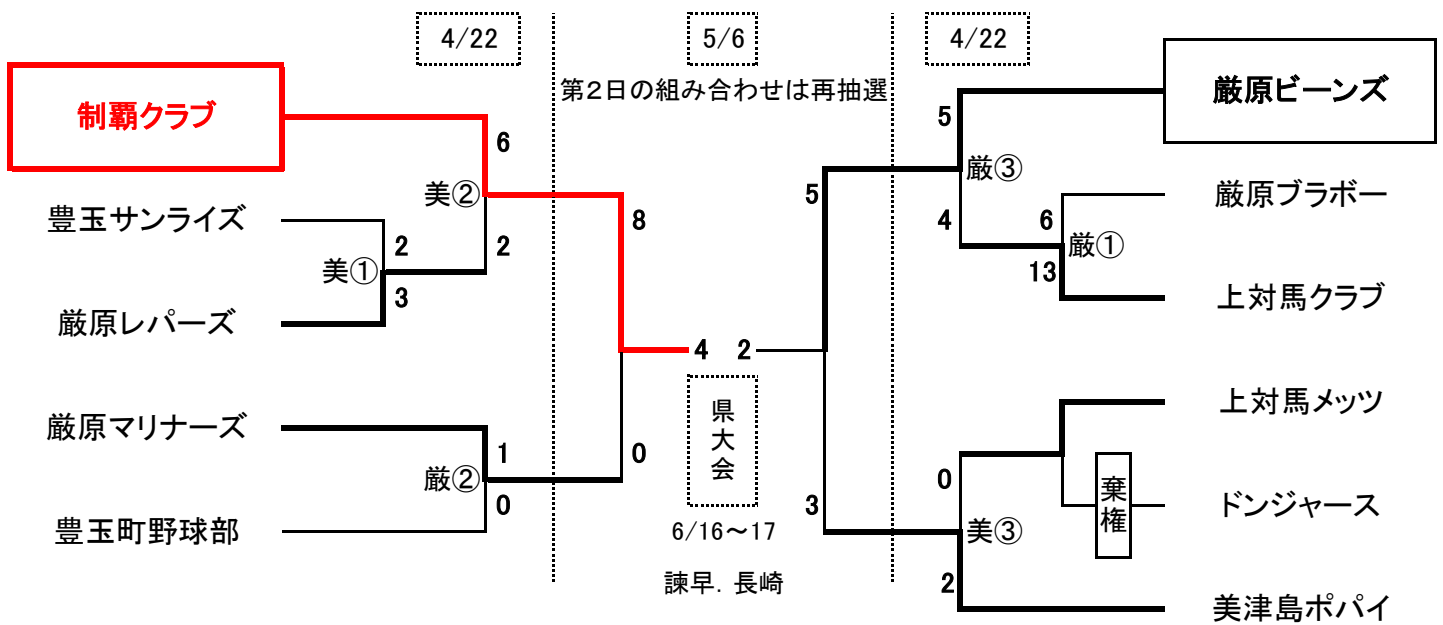 4/22
5/6
4/22
第2日の組み合わせは再抽選
制覇クラブ
厳原ビーンズ
6
5
美②
厳③
豊玉サンライズ
8
5
厳原ブラボー
2
2
4
6
美①
厳①
3
13
厳原レパーズ
上対馬クラブ
4 2
厳原マリナーズ
県大会
上対馬メッツ
1
0
厳②
0
0
3
棄権
ドンジャース
豊玉町野球部
6/16～17
美③
諫早．長崎
2
美津島ポパイ